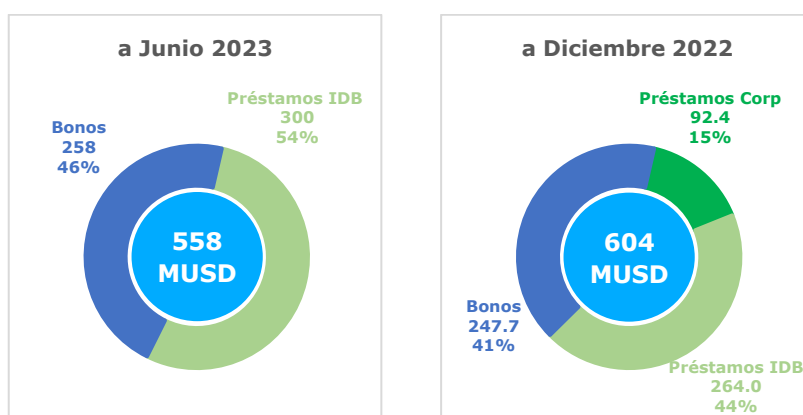 a Junio 2023
Préstamos IDB
300
54%
Bonos
258
46%
558
MUSD
a Diciembre 2022
Préstamos Corp
92.4
15%
604
MUSD
Bonos
247.7
41%
Préstamos IDB
264.0
44%